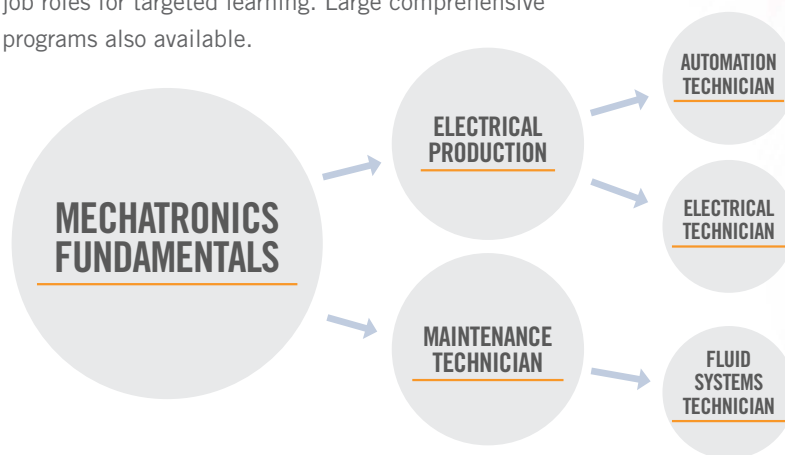 job roles for targeted learning. Large comprehensive
programs also available.
MECHATRONICS
FUNDAMENTALS
ELECTRICAL
PRODUCTION
MAINTENANCE
TECHNICIAN
AUTOMATION
TECHNICIAN
ELECTRICAL
TECHNICIAN
FLUID
SYSTEMS
TECHNICIAN